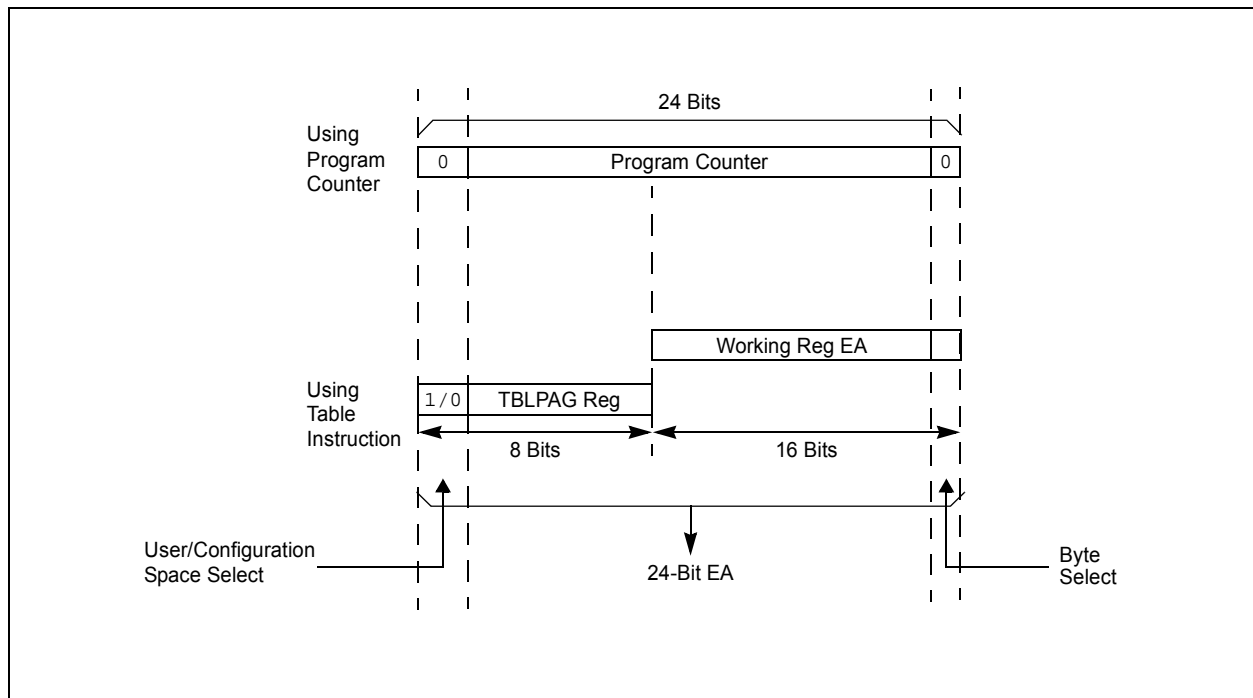 24 Bits
Using
Program
Counter
0
Program Counter
0
Working Reg EA
Using
Table
Instruction
1/0
TBLPAG Reg
8 Bits
16 Bits
User/Configuration
Space Select
24-Bit EA
Byte
Select